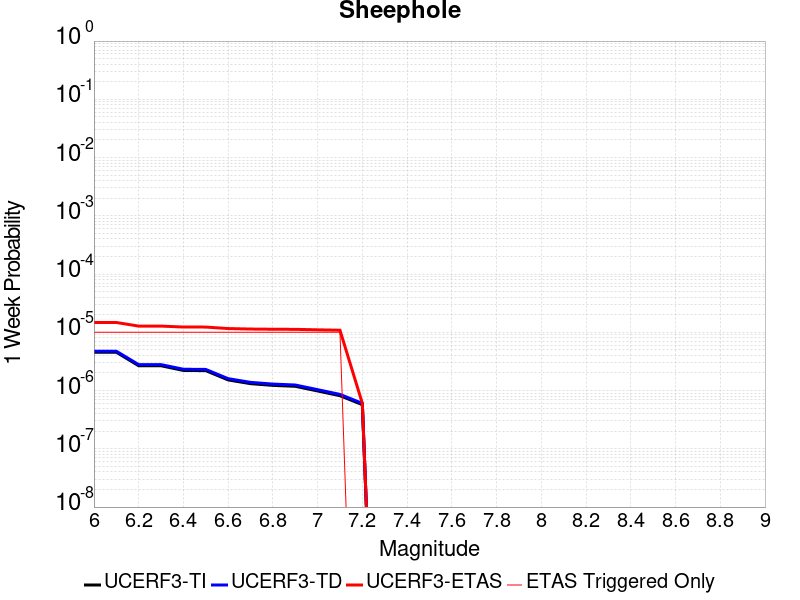 Sheephole
10^0
10^-1
10^-2
10^-3
10^-4
10^-5
10^-6
10^-7
10^-8
1 Week Probability
6 6.2 6.4 6.6 6.8 7 7.2 7.4 7.6 7.8 8 8.2 8.4 8.6 8.8 9
Magnitude
UCERF3-TI UCERF3-TD UCERF3-ETAS ETAS Triggered Only